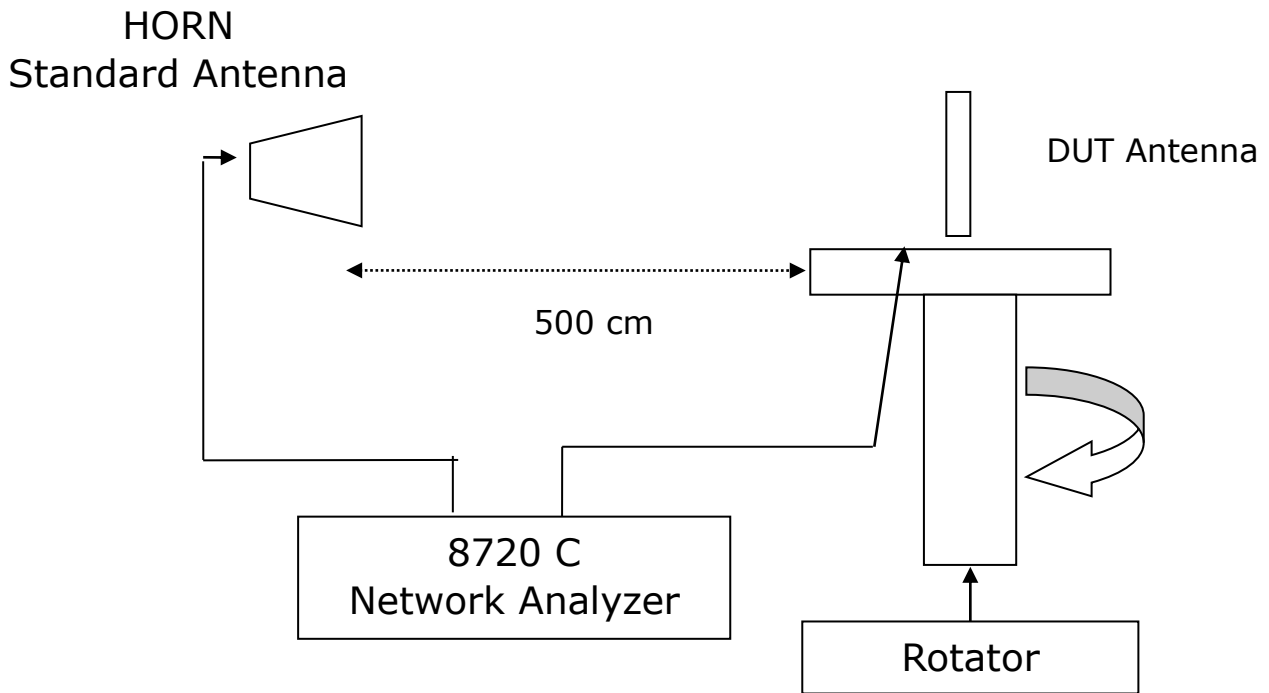 HORN
Standard Antenna
DUT Antenna
500 cm
8720 C
Network Analyzer
Rotator